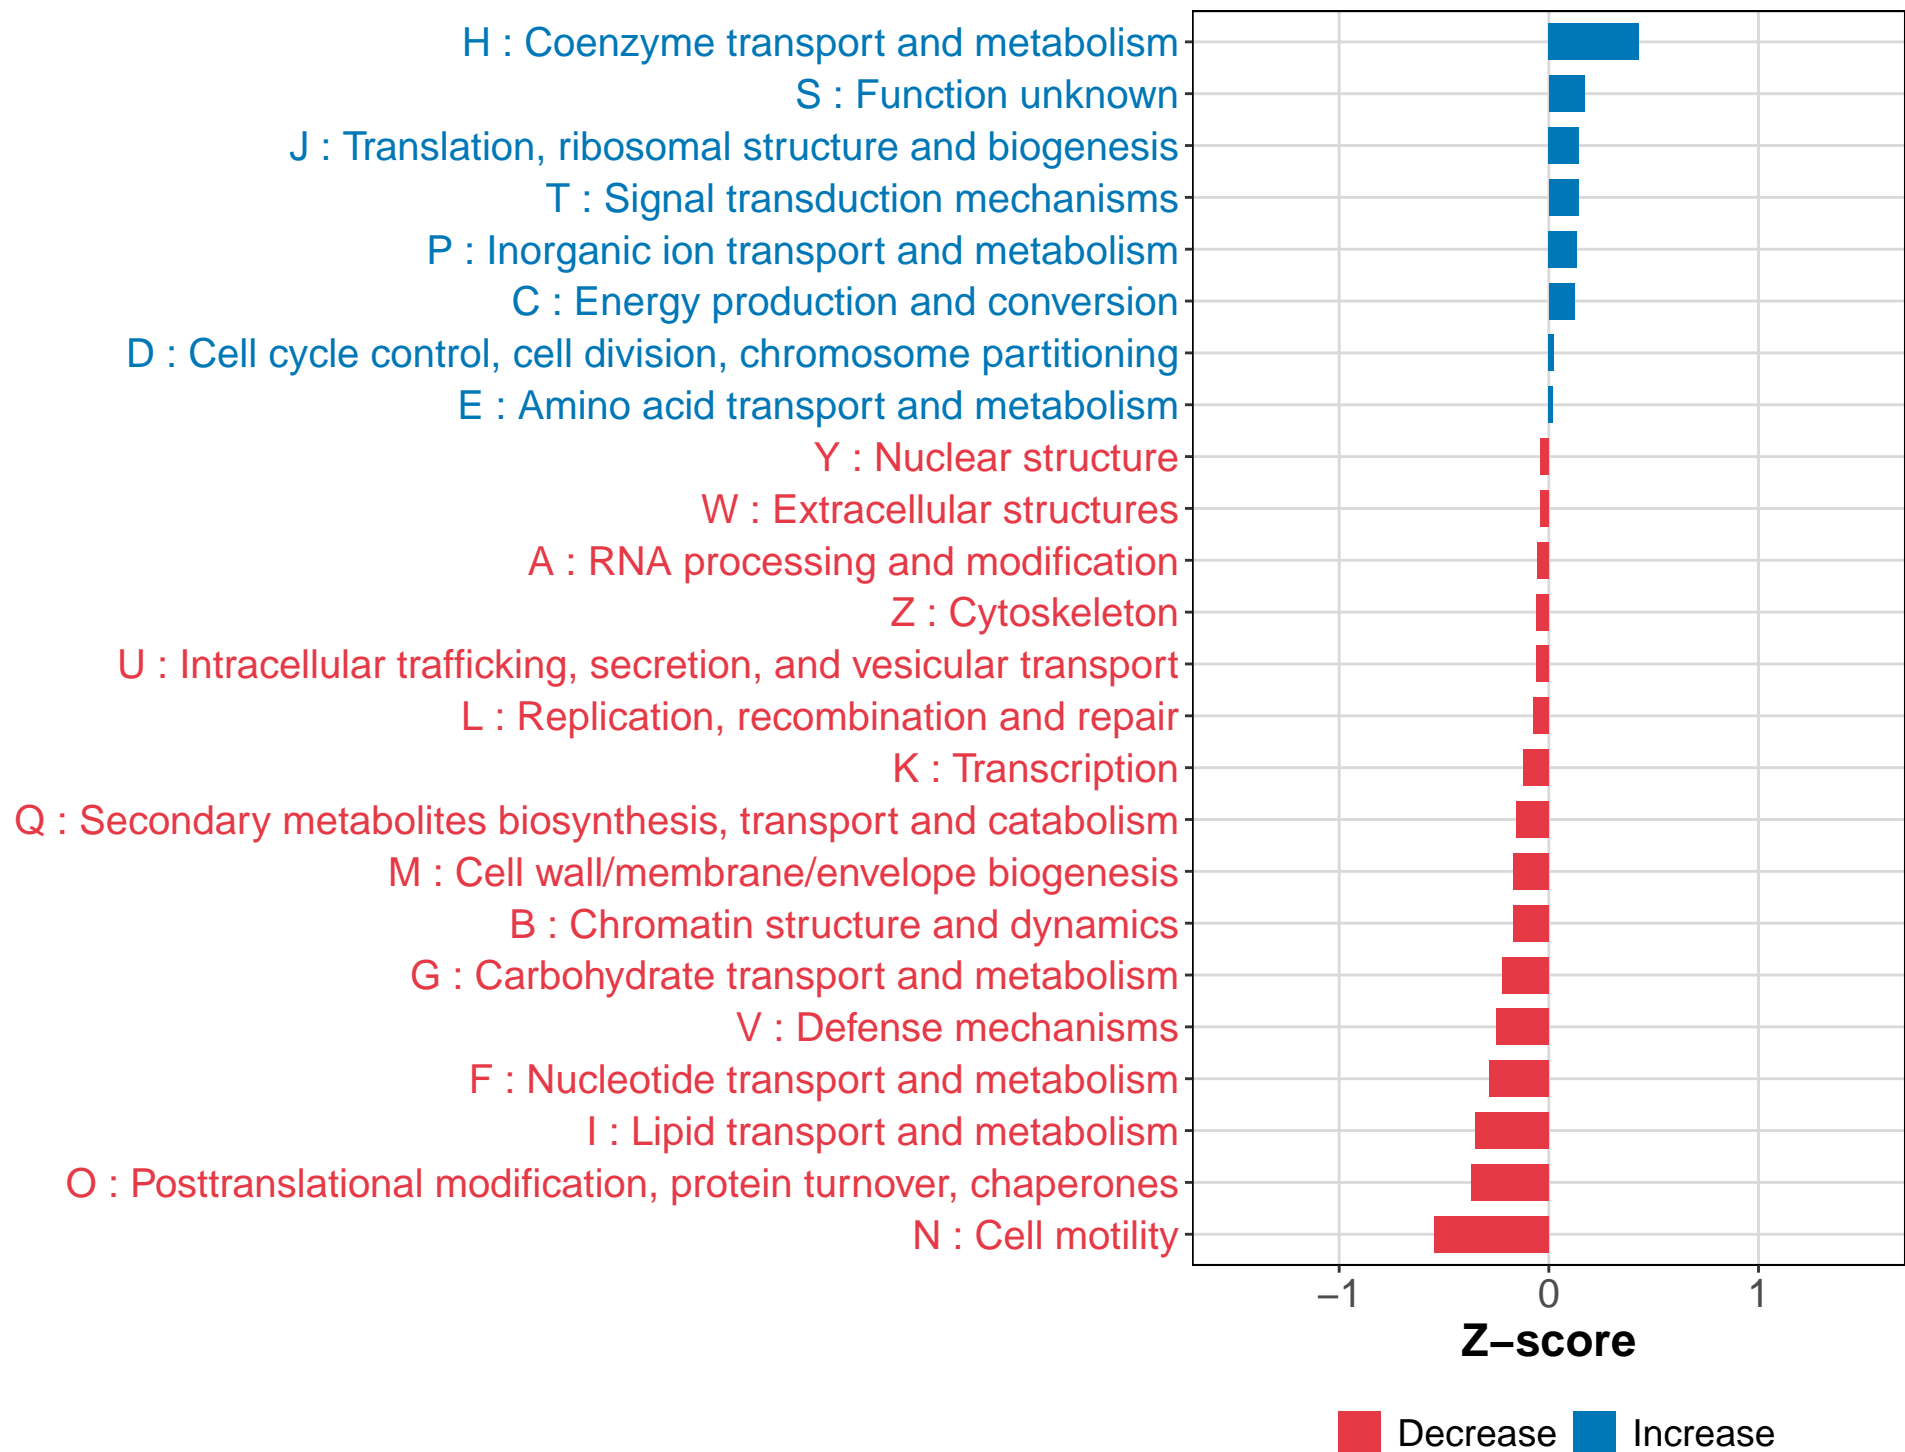 H : Coenzyme transport and metabolism
S : Function unknown
J : Translation, ribosomal structure and biogenesis
T : Signal transduction mechanisms
P : Inorganic ion transport and metabolism
C : Energy production and conversion
D : Cell cycle control, cell division, chromosome partitioning
E : Amino acid transport and metabolism
Y : Nuclear structure
W : Extracellular structures
A : RNA processing and modification
Z : Cytoskeleton
U : Intracellular trafficking, secretion, and vesicular transport
L : Replication, recombination and repair
K : Transcription
Q : Secondary metabolites biosynthesis, transport and catabolism
M : Cell wall/membrane/envelope biogenesis
B : Chromatin structure and dynamics
G : Carbohydrate transport and metabolism
V : Defense mechanisms
F : Nucleotide transport and metabolism
I : Lipid transport and metabolism
O : Posttranslational modification, protein turnover, chaperones
N : Cell motility
−1 0 1
Z−score
Decrease Increase